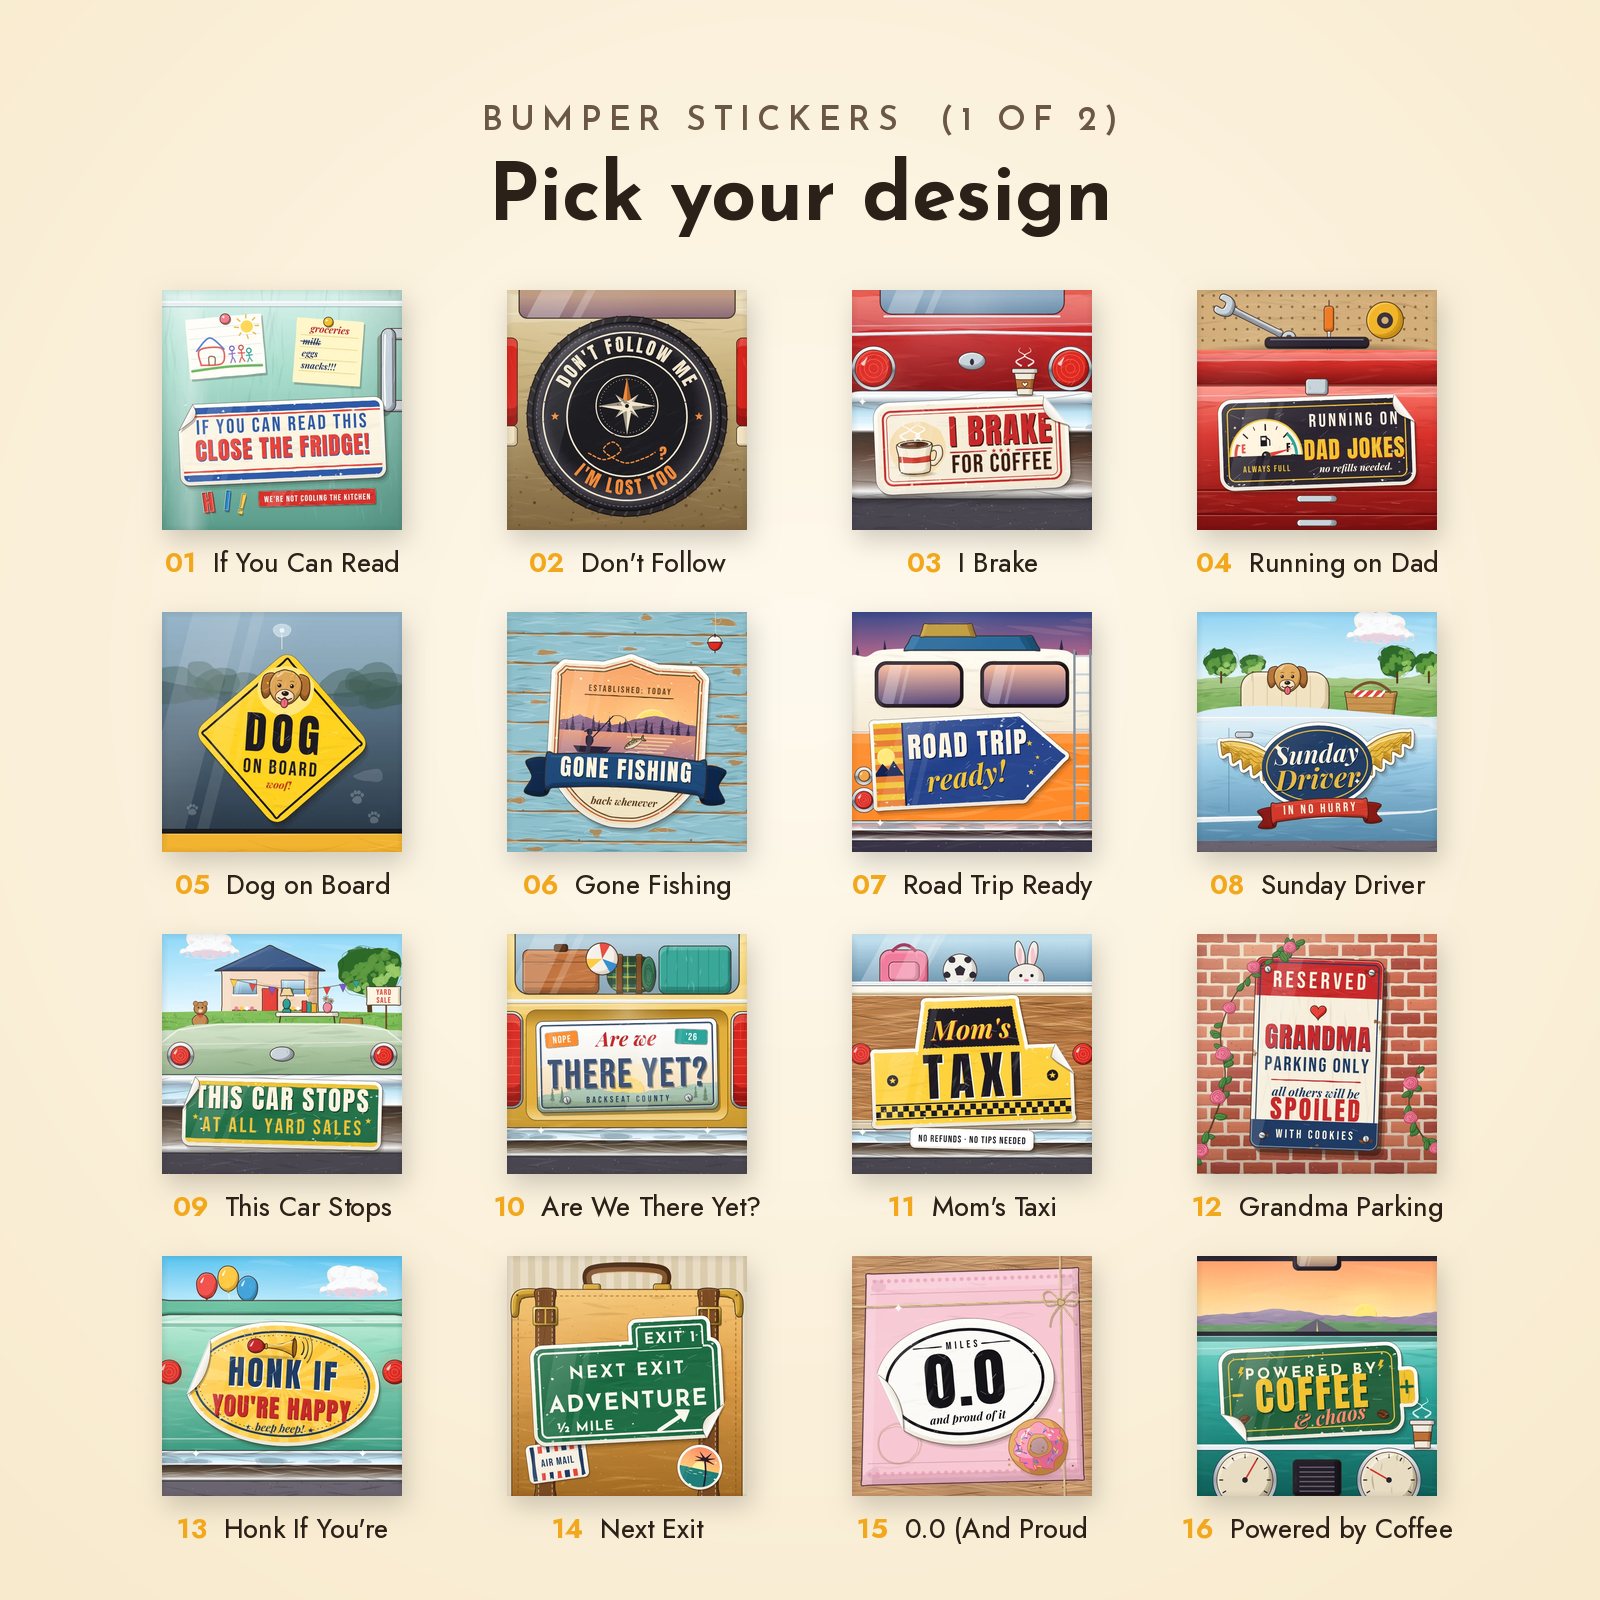 BUMPER STICKERS (1 OF 2)
Pick your design
groceries
milk
eggs
snacks!!!
IF YOU CAN READ THIS
CLOSE THE FRIDGE!
HI!
WE'RE NOT COOLING THE KITCHEN
01 If You Can Read
DON'T FOLLOW ME
?
I'M LOST TOO
02 Don't Follow
I BRAKE
FOR COFFEE
03 I Brake
RUNNING ON
E F
DAD JOKES
ALWAYS FULL
no refills needed.
04 Running on Dad
DOG
ON BOARD
woof!
05 Dog on Board
ESTABLISHED: TODAY
GONE FISHING
back whenever
06 Gone Fishing
ROAD TRIP
ready!
07 Road Trip Ready
Sunday
Driver
IN NO HURRY
08 Sunday Driver
YARD
SALE
THIS CAR STOPS
AT ALL YARD SALES
09 This Car Stops
NOPE
Are we
'26
THERE YET?
BACKSEAT COUNTY
10 Are We There Yet?
Mom's
TAXI
NO REFUNDS · NO TIPS NEEDED
11 Mom's Taxi
RESERVED
GRANDMA
PARKING ONLY
all others will be
SPOILED
WITH COOKIES
12 Grandma Parking
HONK IF
YOU'RE HAPPY
beep beep!
13 Honk If You're
EXIT 1
NEXT EXIT
ADVENTURE
½ MILE
AIR MAIL
14 Next Exit
MILES
0.0
and proud of it
15 0.0 (And Proud
POWERED BY
COFFEE
& chaos
- +
16 Powered by Coffee